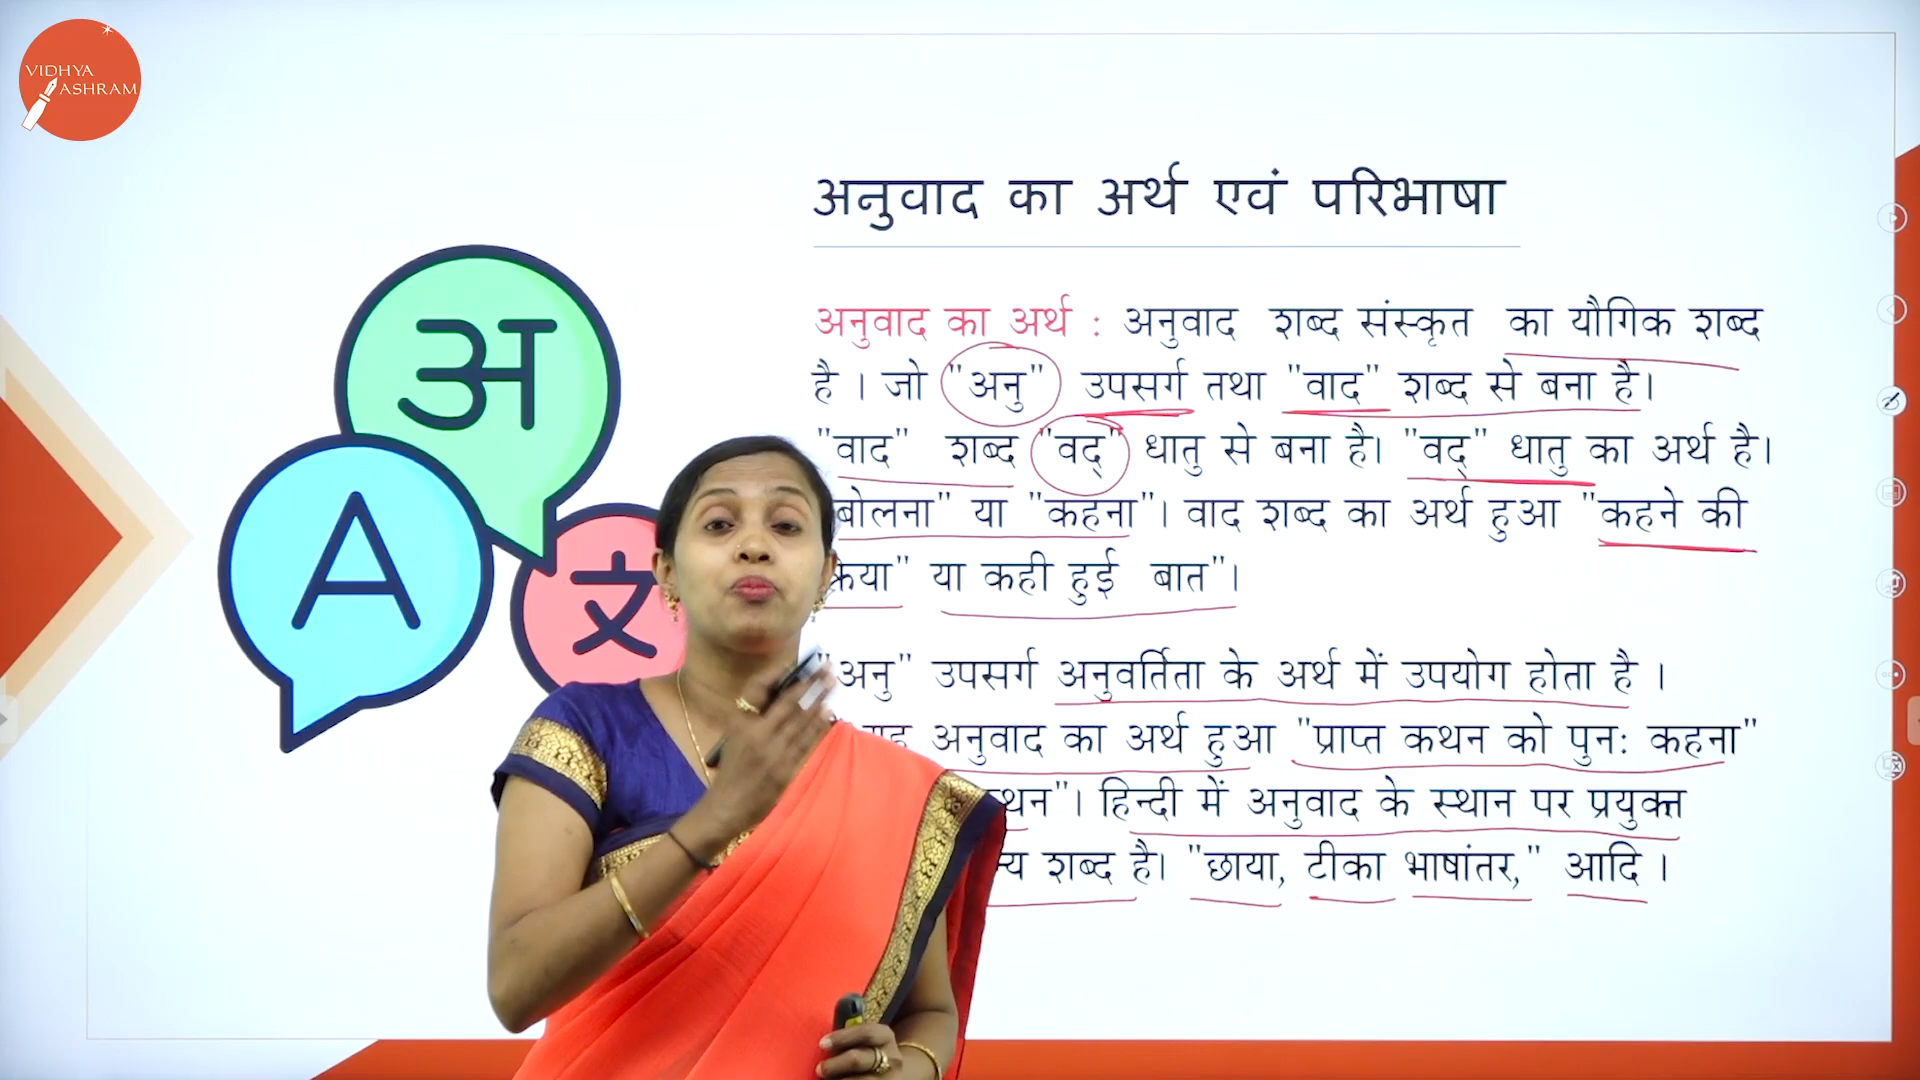 VIDHYA
ASHRAM
अनुवाद का अर्थ एवं परिभाषा
अनुवाद का अर्थ : अनुवाद शब्द संस्कृत का यौगिक शब्द
है । जो "अनु" उपसर्ग तथा "वाद" शब्द से बना है।
"वाद" शब्द "वद्" धातु से बना है। "वद्" धातु का अर्थ है।
बोलना" या "कहना"। वाद शब्द का अर्थ हुआ "कहने की
या कही हुई बात"।
"अनु" उपसर्ग अनुवर्तिता के अर्थ में उपयोग होता है ।
अनुवाद का अर्थ हुआ "प्राप्त कथन को पुनः कहना"
हिन्दी में अनुवाद के स्थान पर प्रयुक्त
शब्द है। "छाया, टीका भाषांतर," आदि ।
अ
A
文